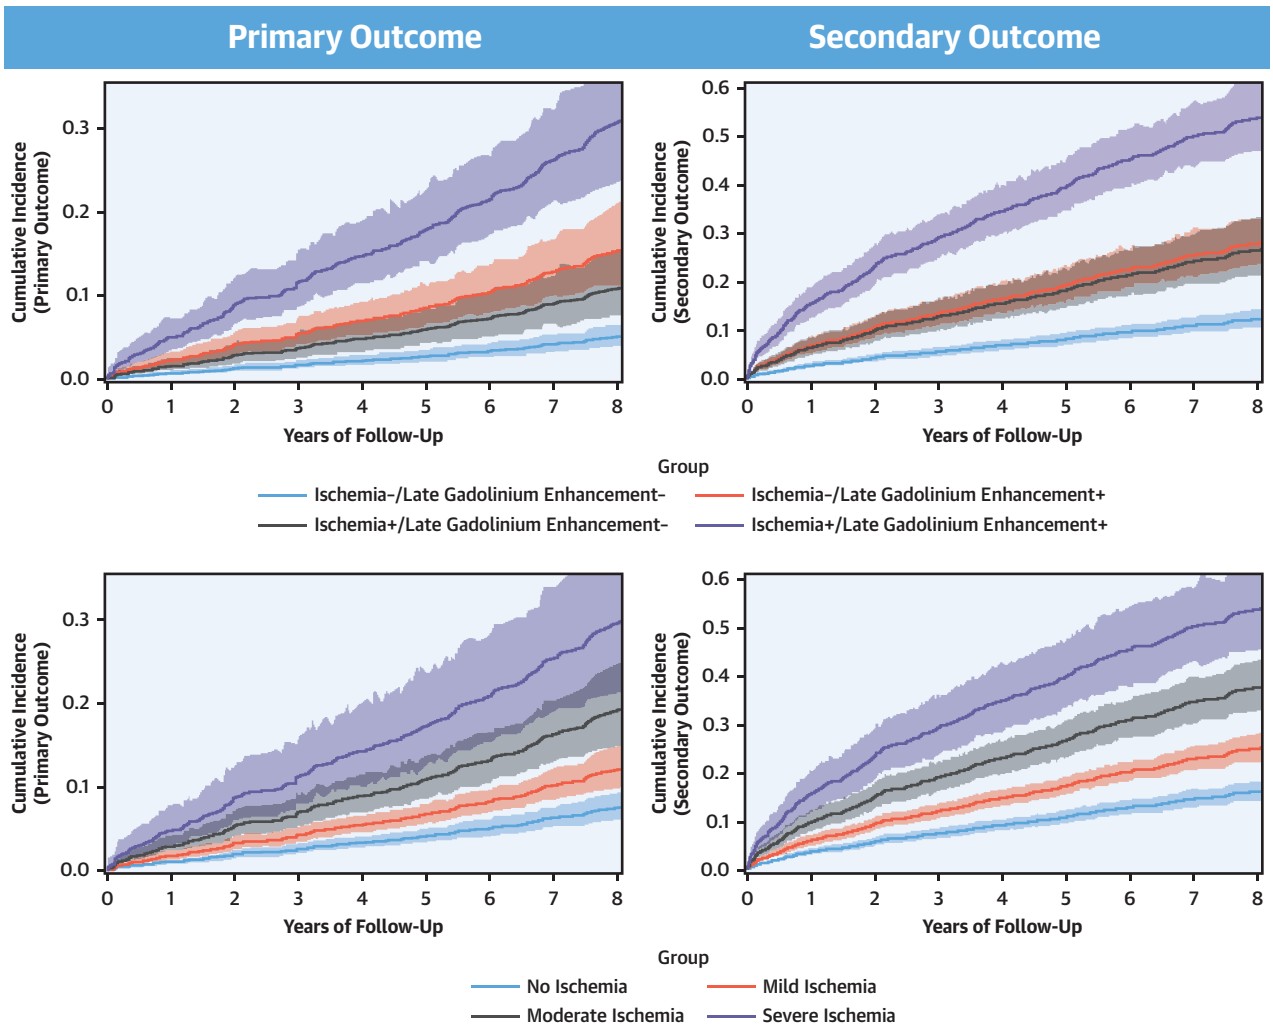 Primary Outcome
Secondary Outcome
Cumulative Incidence
(Primary Outcome)
0.3
0.2
0.1
0.0
0 1 2 3 4 5 6 7 8
Years of Follow-Up
Cumulative Incidence
(Secondary Outcome)
0.6
0.5
0.4
0.3
0.2
0.1
0.0
0 1 2 3 4 5 6 7 8
Years of Follow-Up
Group
Ischemia–/Late Gadolinium Enhancement–
Ischemia–/Late Gadolinium Enhancement+
Ischemia+/Late Gadolinium Enhancement–
Ischemia+/Late Gadolinium Enhancement+
Cumulative Incidence
(Primary Outcome)
0.3
0.2
0.1
0.0
0 1 2 3 4 5 6 7 8
Years of Follow-Up
Cumulative Incidence
(Secondary Outcome)
0.6
0.5
0.4
0.3
0.2
0.1
0.0
0 1 2 3 4 5 6 7 8
Years of Follow-Up
Group
No Ischemia
Mild Ischemia
Moderate Ischemia
Severe Ischemia